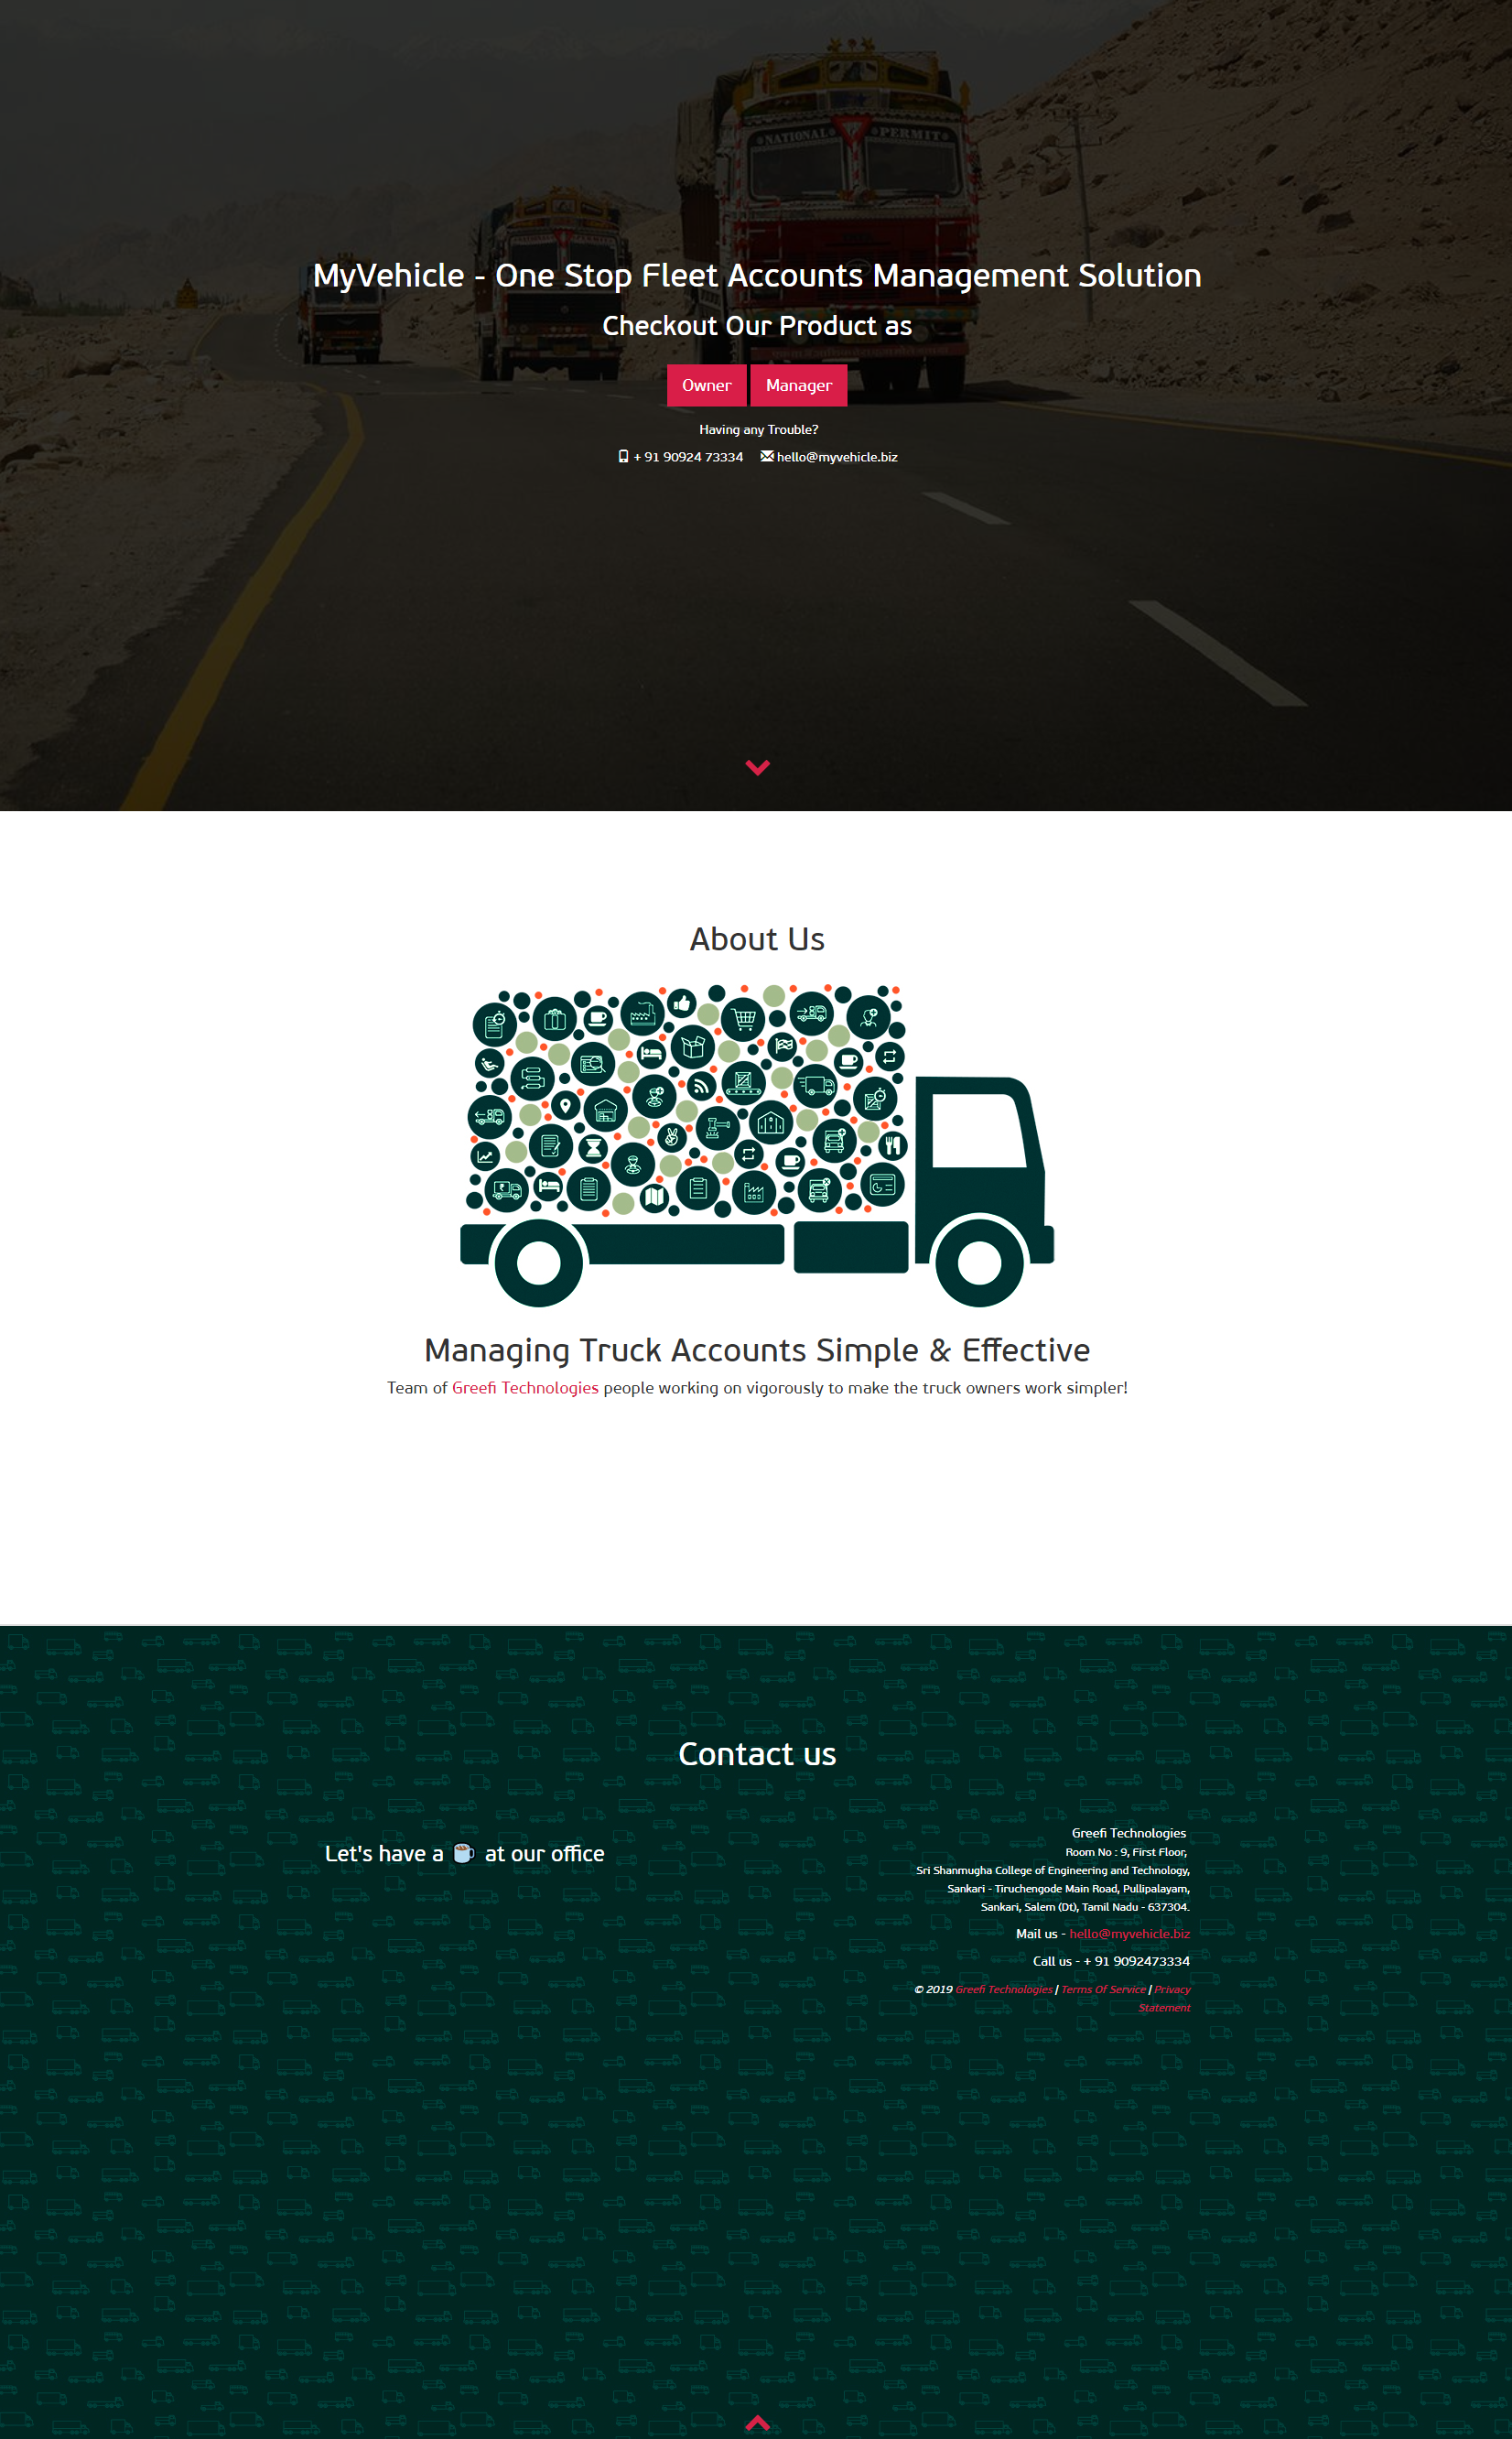 NATIONAL PERMIT
MyVehicle - One Stop Fleet Accounts Management Solution
Checkout Our Product as
Owner Manager
Having any Trouble?
+ 91 90924 73334 hello@myvehicle.biz
About Us
Managing Truck Accounts Simple & Effective
Team of Greefi Technologies people working on vigorously to make the truck owners work simpler!
Contact us
Let's have a at our office
Greefi Technologies
Room No : 9, First Floor,
Sri Shanmugha College of Engineering and Technology,
Sankari - Tiruchengode Main Road, Pullipalayam,
Sankari, Salem (Dt), Tamil Nadu - 637304.
Mail us - hello@myvehicle.biz
Call us - + 91 9092473334
© 2019 Greefi Technologies | Terms Of Service | Privacy
Statement